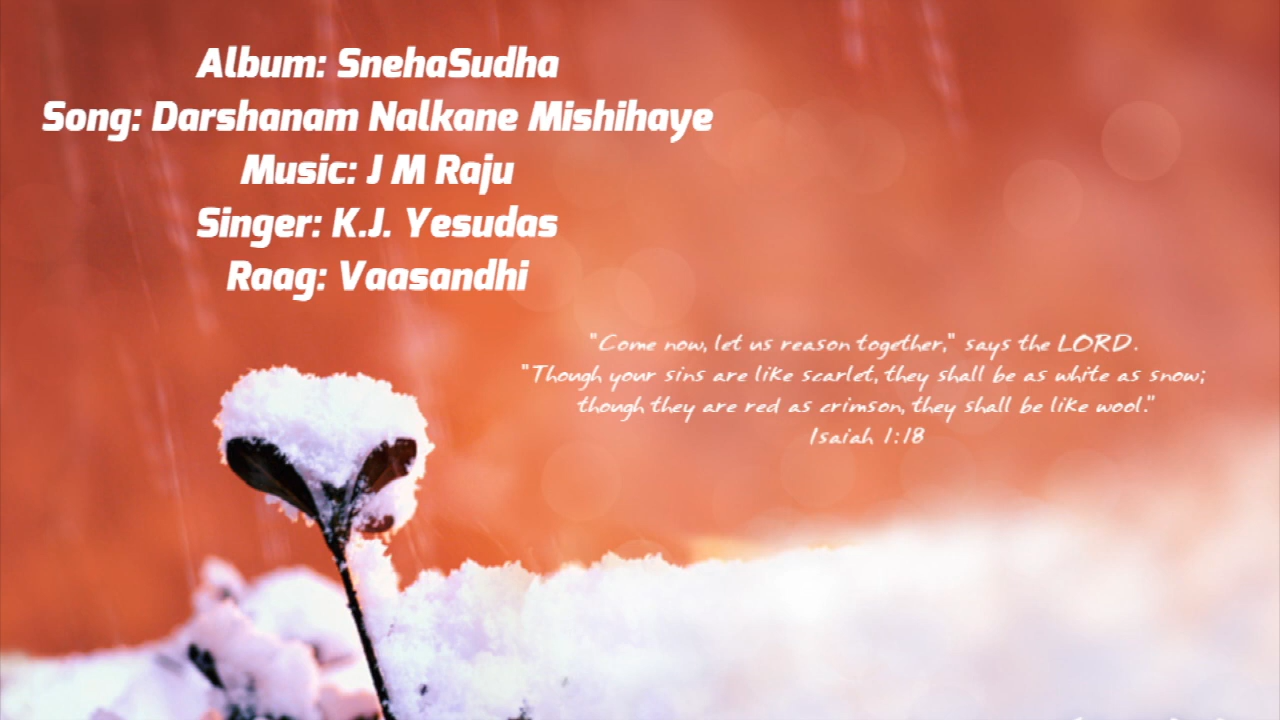 Album: SnehaSudha
Song: Darshanam Nalkane Mishihaye
Music: J M Raju
Singer: K.J. Yesudas
Raag: Vaasandhi
"Come now, let us reason together," says the LORD.
"Though your sins are like scarlet, they shall be as white as snow;
though they are red as crimson, they shall be like wool."
Isaiah 1:18